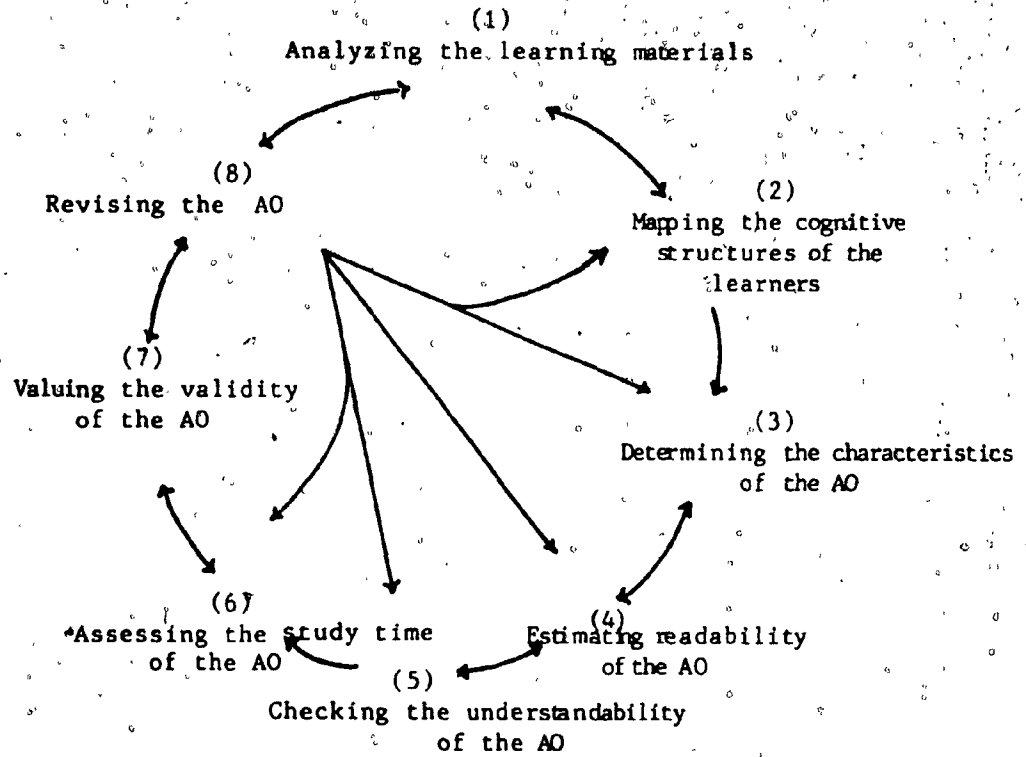 (1)
Analyzing the learning materials
(2)
Mapping the cognitive
structures of the
learners
(3)
Determining the characteristics
of the AO
(4)
Estimating readability
of the AO
(5)
Checking the understandability
of the AO
(6)
Assessing the study time
of the AO
(7)
Valuing the validity
of the AO
(8)
Revising the AO